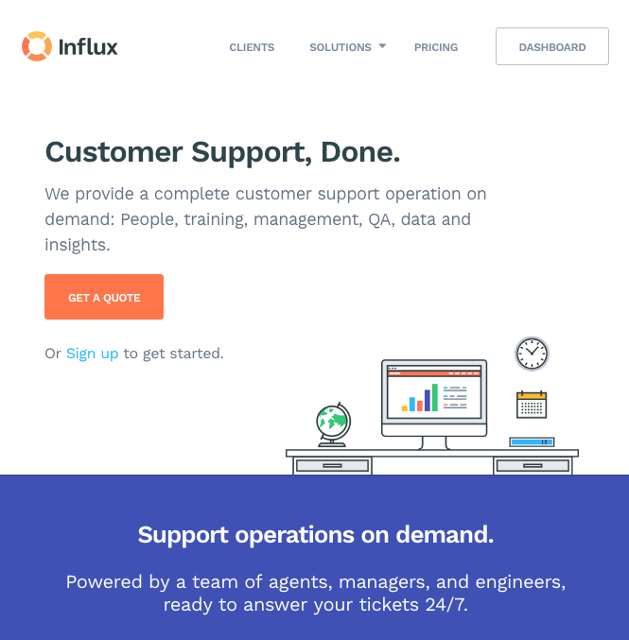 Influx
CLIENTS
SOLUTIONS
PRICING
DASHBOARD
Customer Support, Done.
We provide a complete customer support operation on
demand: People, training, management, QA, data and
insights.
GET A QUOTE
Or Sign up to get started.
Support operations on demand.
Powered by a team of agents, managers, and engineers,
ready to answer your tickets 24/7.